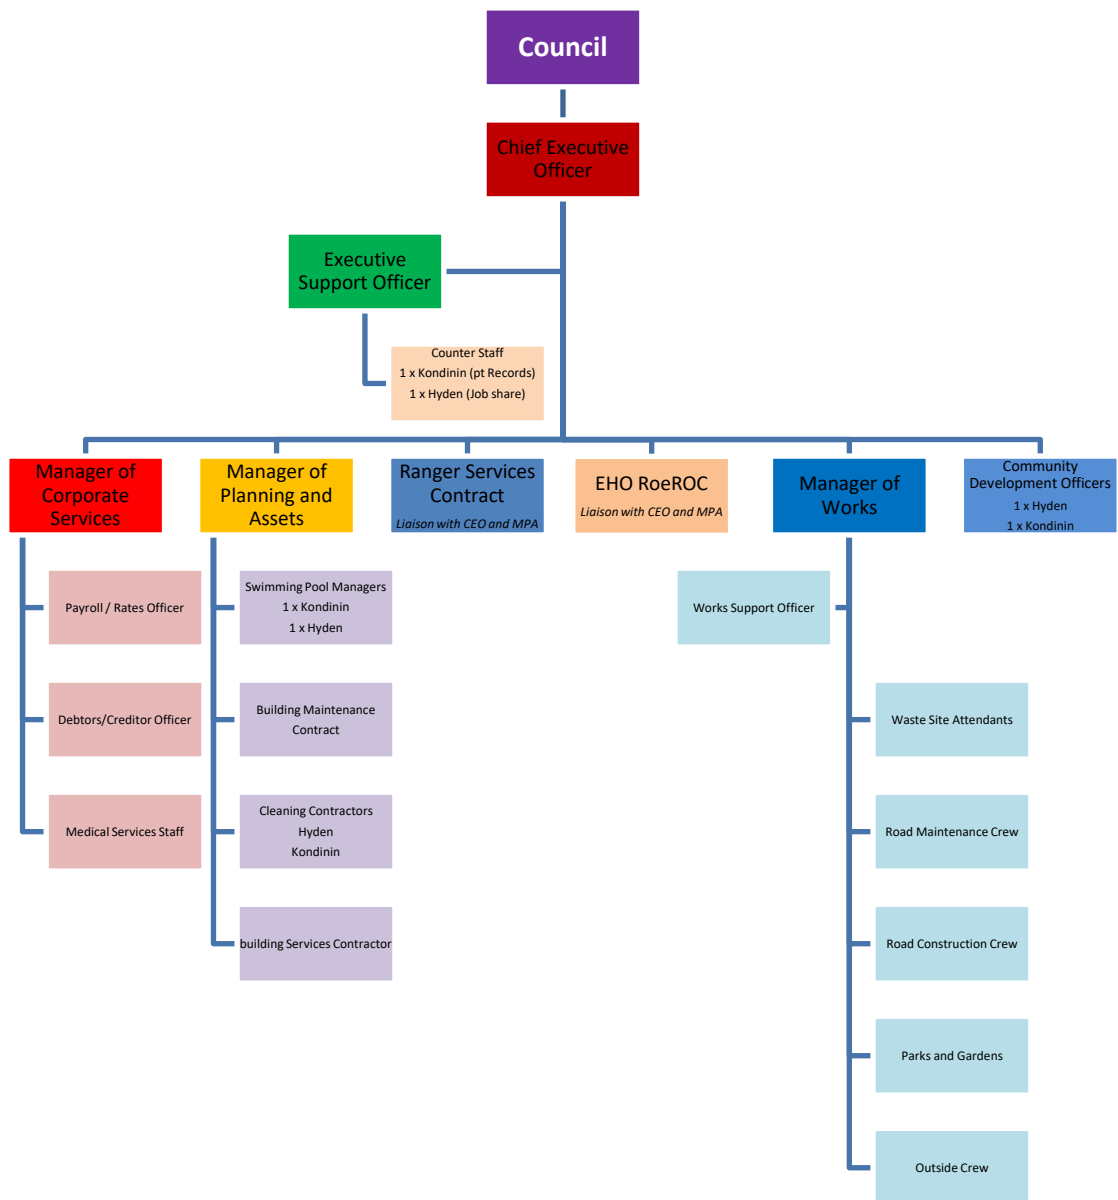 Council
Chief Executive
Officer
Executive
Support Officer
Counter Staff
1 x Kondinin (pt Records)
1 x Hyden (Job share)
Manager of
Corporate
Services
Manager of
Planning and
Assets
Ranger Services
Contract
Liaison with CEO and MPA
EHO RoeROC
Liaison with CEO and MPA
Manager of
Works
Community
Development Officers
1 x Hyden
1 x Kondinin
Payroll / Rates Officer
Swimming Pool Managers
1 x Kondinin
1 x Hyden
Works Support Officer
Debtors/Creditor Officer
Building Maintenance
Contract
Waste Site Attendants
Medical Services Staff
Cleaning Contractors
Hyden
Kondinin
Road Maintenance Crew
building Services Contractor
Road Construction Crew
Parks and Gardens
Outside Crew